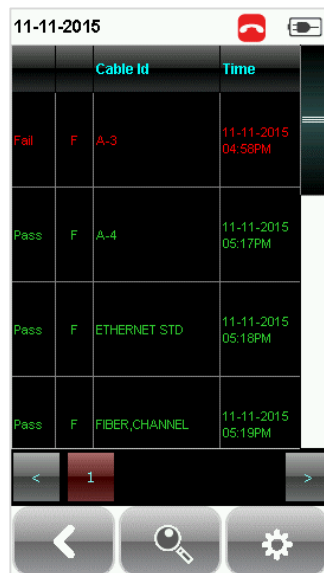 11-11-2015
Cable Id Time
Fail F A-3 11-11-2015
04:58PM
Pass F A-4 11-11-2015
05:17PM
Pass F ETHERNET STD 11-11-2015
05:18PM
Pass F FIBER,CHANNEL 11-11-2015
05:19PM
< 1 >